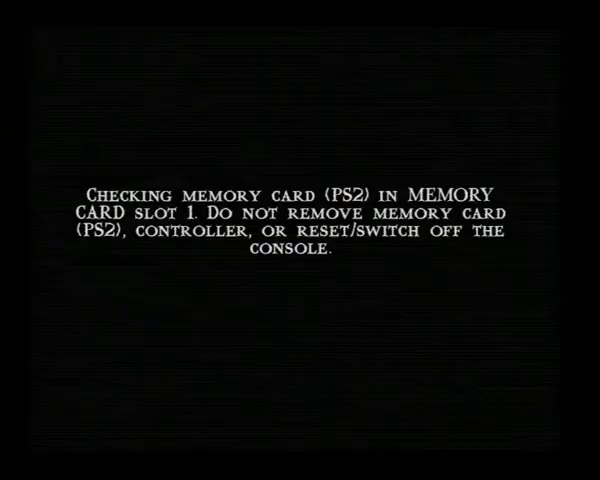 Checking memory card (PS2) in MEMORY
CARD slot 1. Do not remove memory card
(PS2), controller, or reset/switch off the
console.